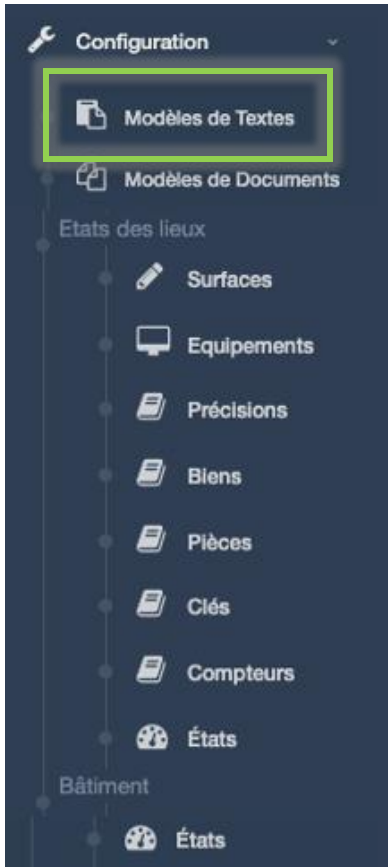 Configuration
Modèles de Textes
Modèles de Documents
Etats des lieux
Surfaces
Equipements
Précisions
Biens
Pièces
Clés
Compteurs
États
Bâtiment
États